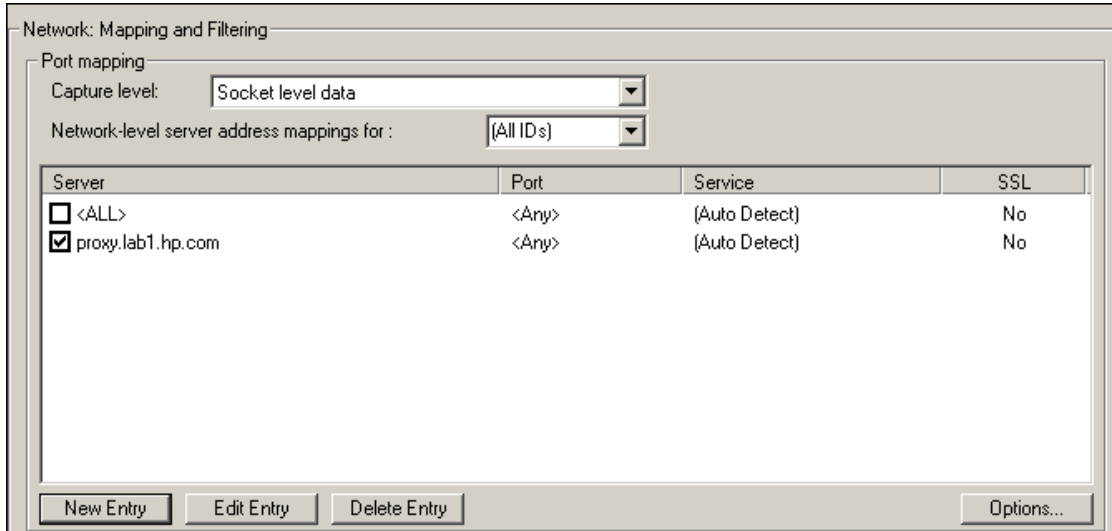 Network: Mapping and Filtering
Port mapping
Capture level: Socket level data
Network-level server address mappings for : (All IDs)
Server Port Service SSL
<ALL> <Any> (Auto Detect) No
proxy.lab1.hp.com <Any> (Auto Detect) No
New Entry Edit Entry Delete Entry Options...